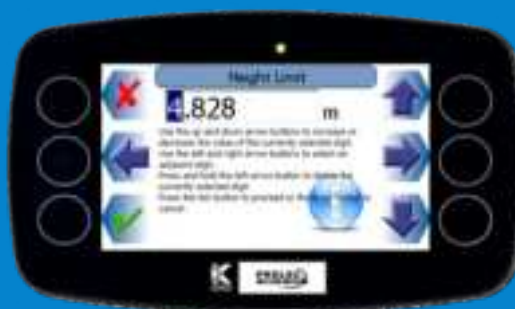 Height Limit
4.828 m
Use the up and down arrow buttons to increase or
decrease the value of the currently selected digit.
Use the left and right arrow buttons to select an
adjacent digit.
Press and hold the left arrow button to delete the
currently selected digit.
Press the tick button to proceed or the
cancel.